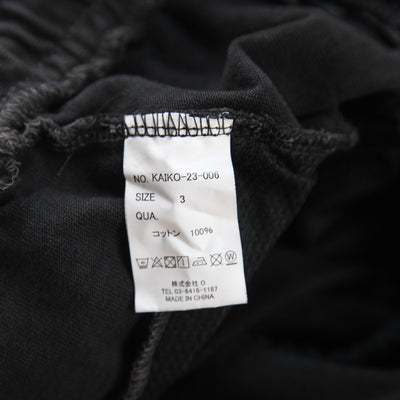 NO. KAIKO-23-006
SIZE 3
QUA.
コットン 100%
株式会社 O
TEL 03-6416-1187
MADE IN CHINA